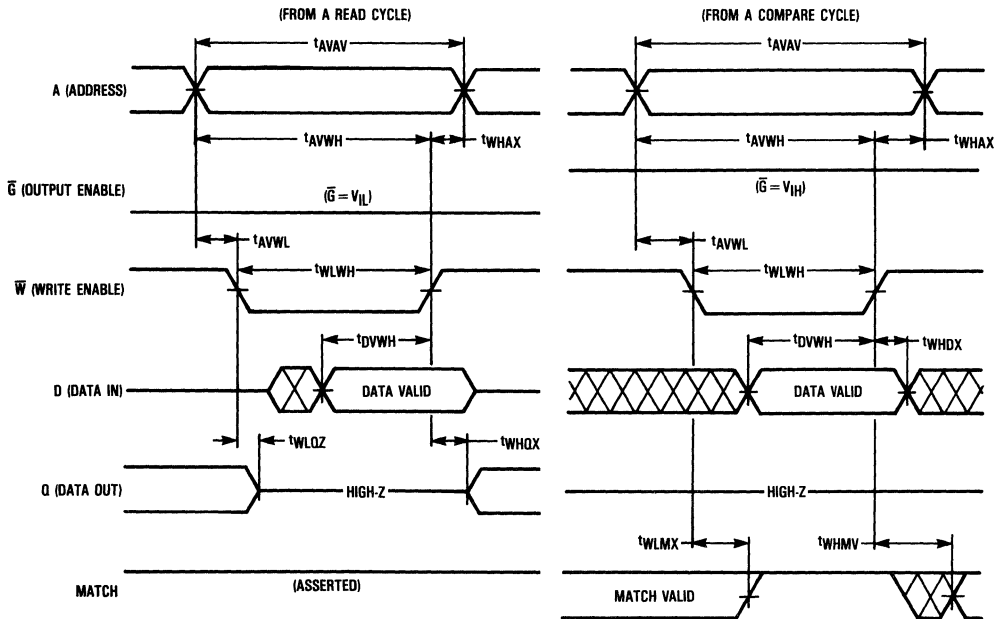 (FROM A READ CYCLE) (FROM A COMPARE CYCLE)
tAVAV tAVAV
A (ADDRESS)
tAVWH tWHAX tAVWH tWHAX
G̅ (OUTPUT ENABLE) (G̅ = VIL) (G̅ = VIH)
tAVWL tAVWL
W̅ (WRITE ENABLE) tWLWH tWLWH
tDVWH tDVWH tWHDX
D (DATA IN) DATA VALID DATA VALID
tWLQZ tWHQX
Q (DATA OUT) HIGH-Z HIGH-Z
tWLMX tWHMV
MATCH (ASSERTED) MATCH VALID